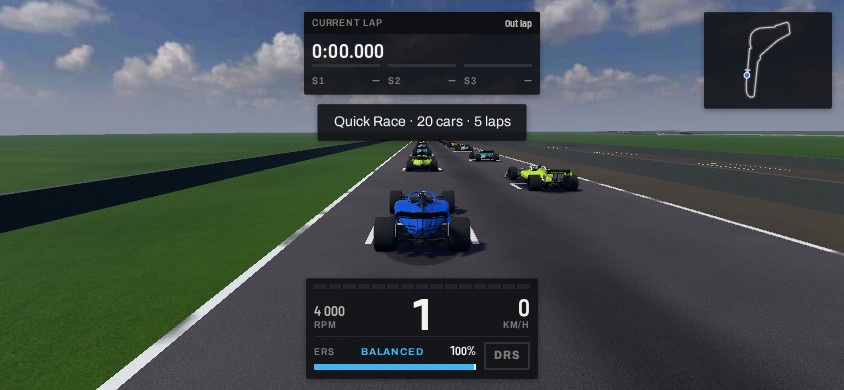 CURRENT LAP Out lap
0:00.000
S1 – S2 – S3 –
Quick Race · 20 cars · 5 laps
4 000 1 0
RPM KM/H
ERS BALANCED 100% DRS